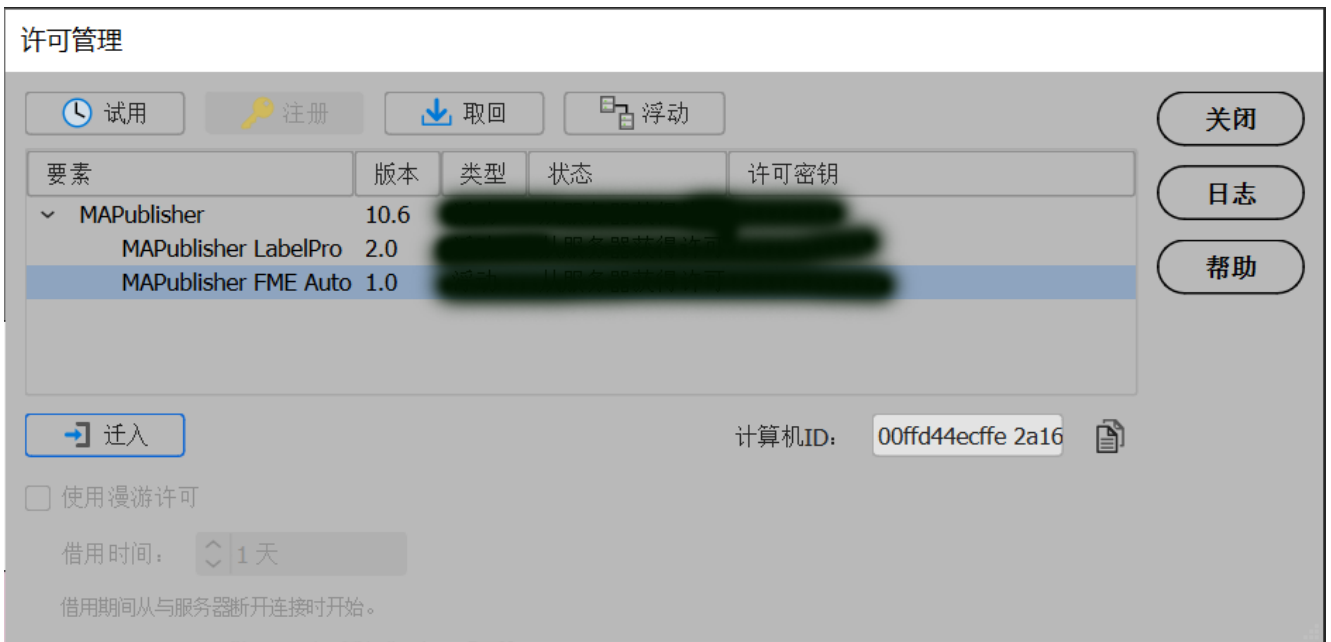 许可管理
试用 注册 取回 浮动 关闭
要素 版本 类型 状态 许可密钥
日志
MAPublisher 10.6
MAPublisher LabelPro 2.0
MAPublisher FME Auto 1.0
帮助
迁入 计算机ID: 00ffd44ecffe 2a16
使用漫游许可
借用时间: 1 天
借用期间从与服务器断开连接时开始。